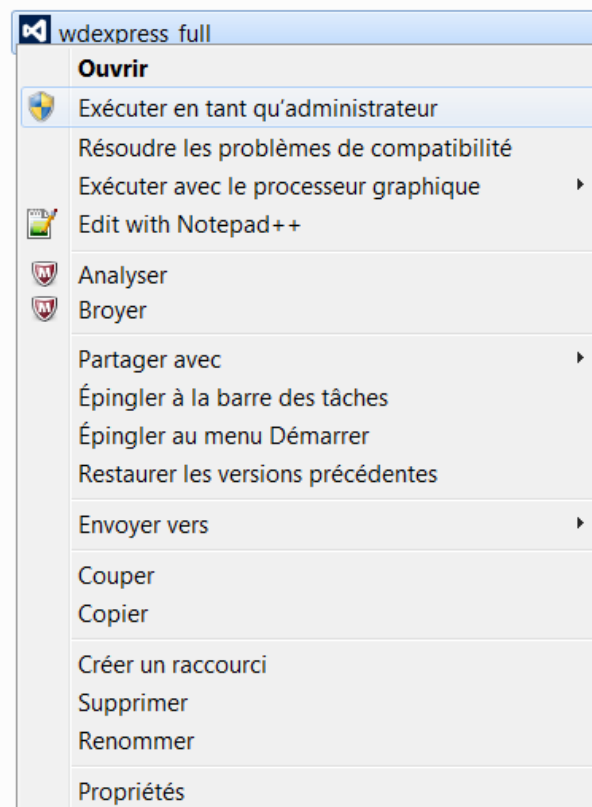 wdexpress_full
Ouvrir
Exécuter en tant qu'administrateur
Résoudre les problèmes de compatibilité
Exécuter avec le processeur graphique
Edit with Notepad++
Analyser
Broyer
Partager avec
Épingler à la barre des tâches
Épingler au menu Démarrer
Restaurer les versions précédentes
Envoyer vers
Couper
Copier
Créer un raccourci
Supprimer
Renommer
Propriétés